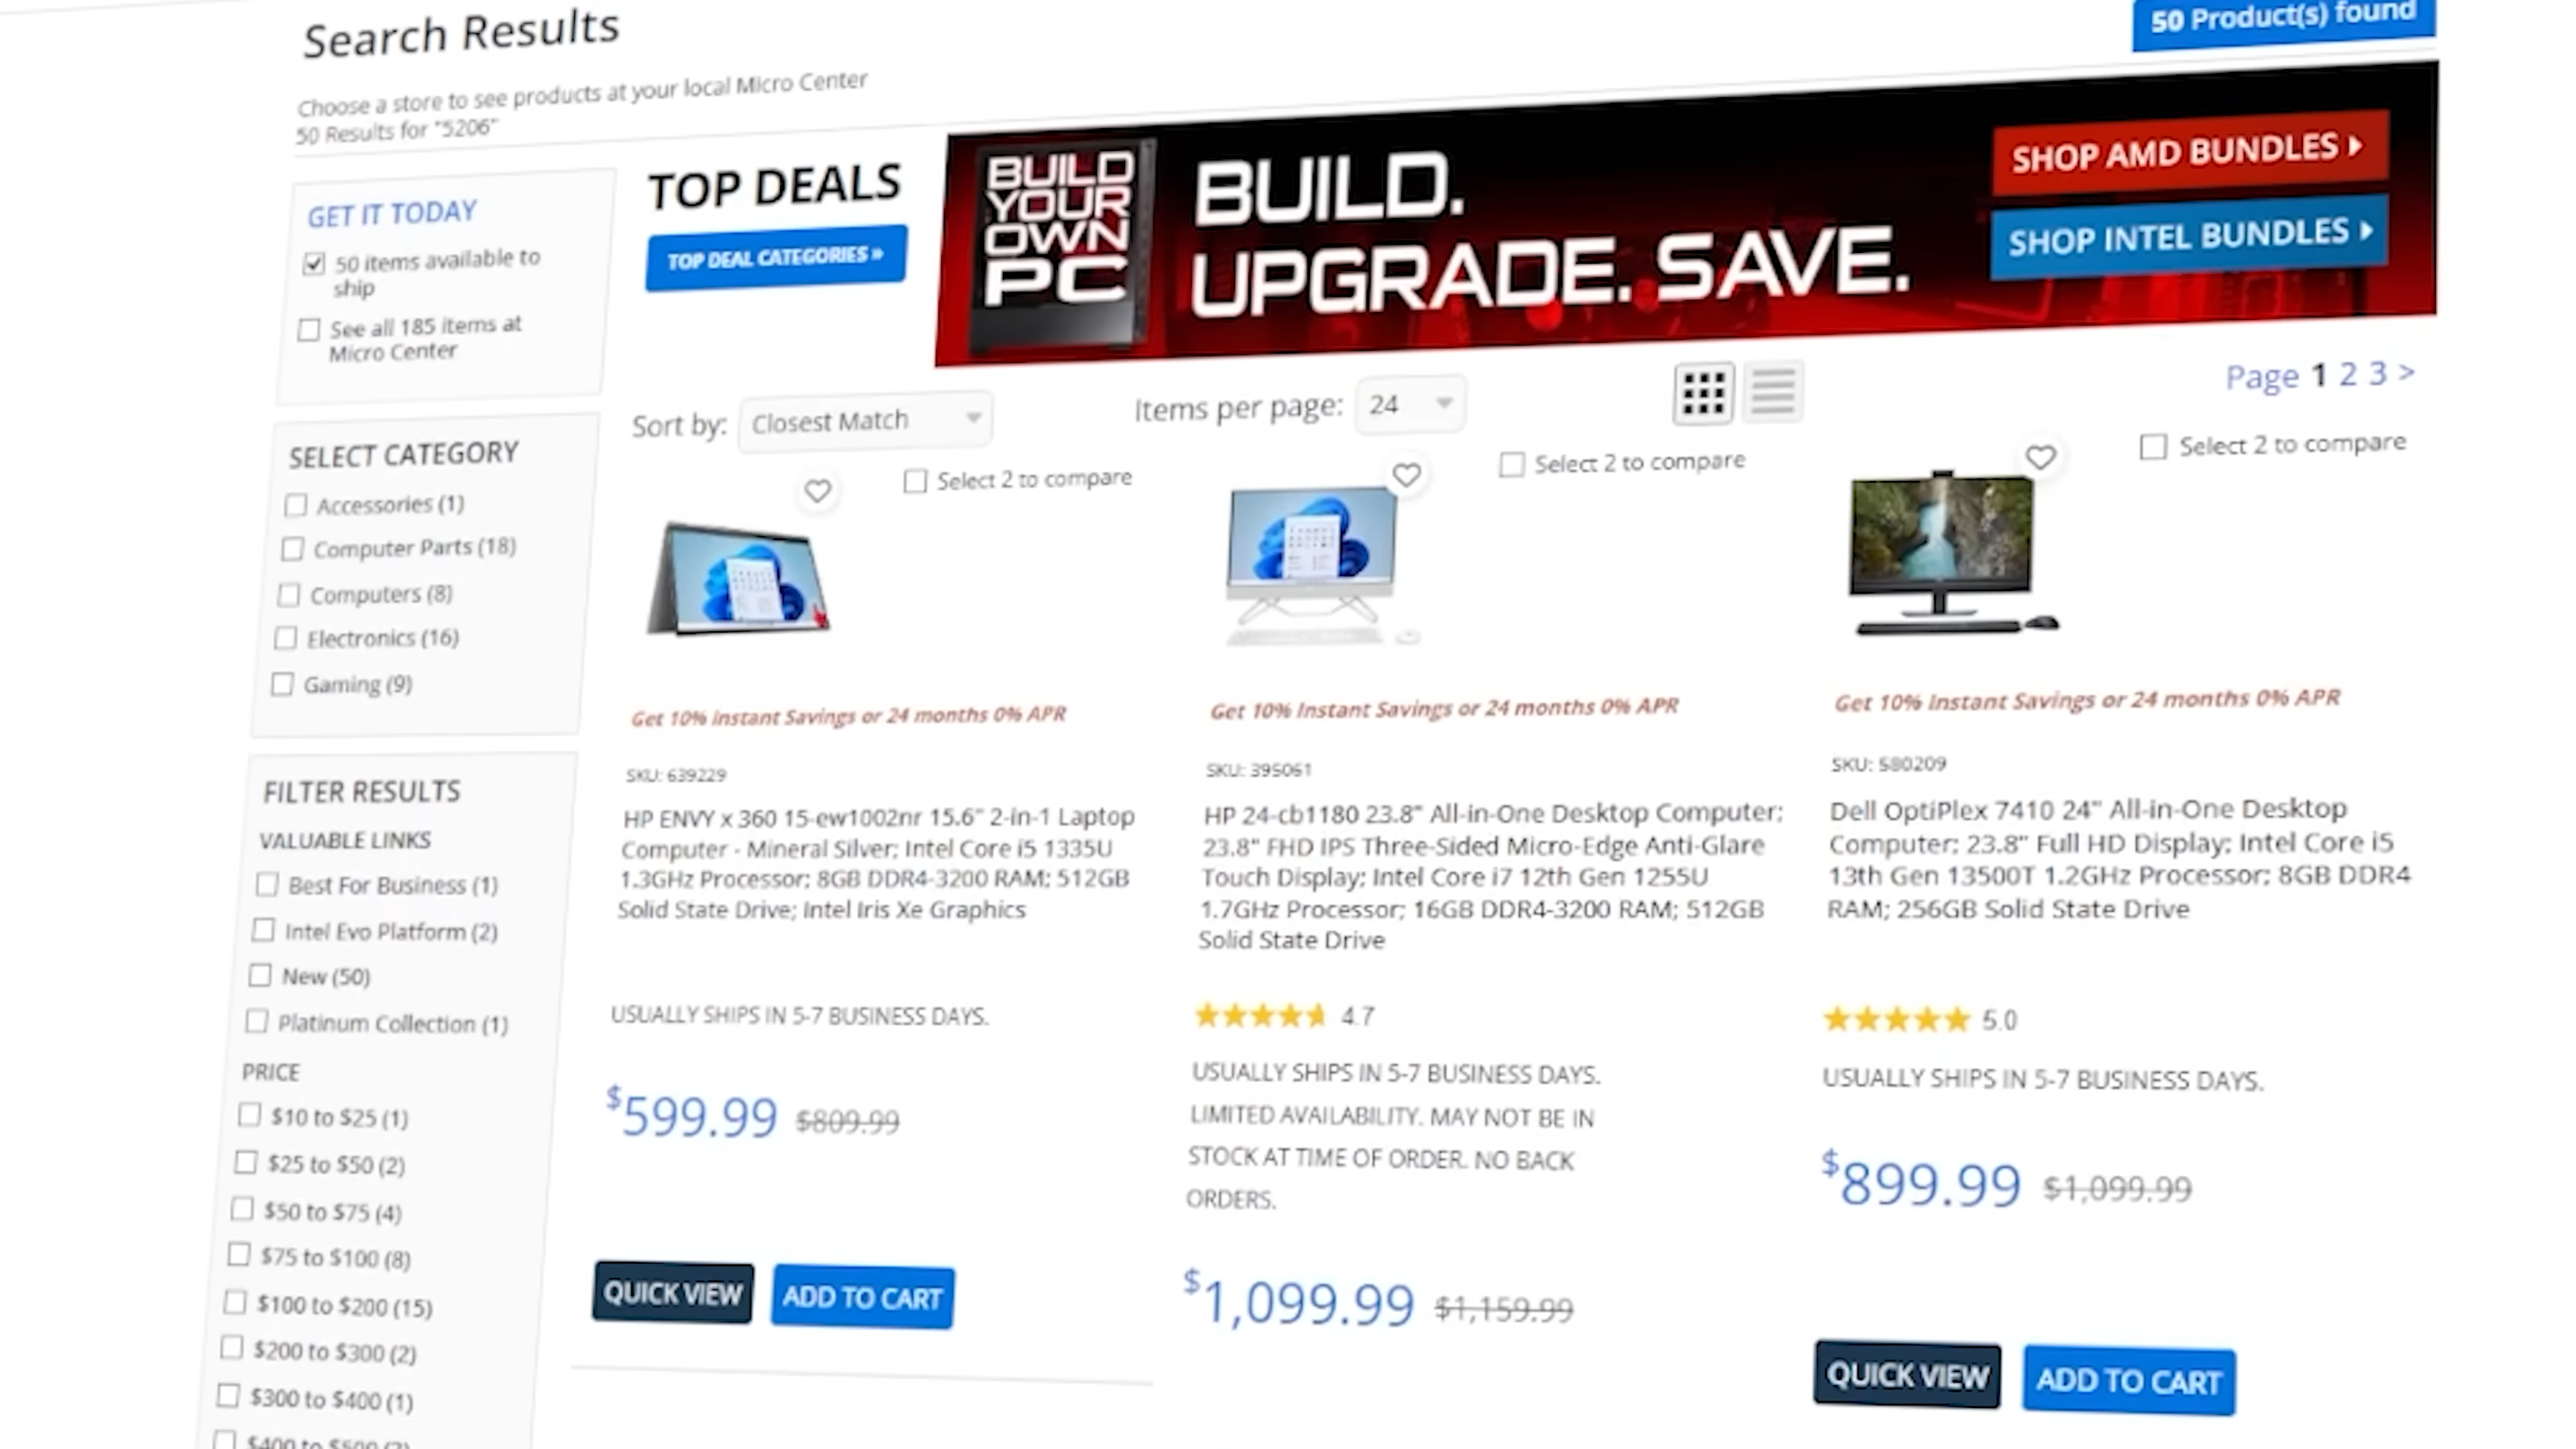 Search Results
50 Product(s) found
Choose a store to see products at your local Micro Center
50 Results for "5206"
GET IT TODAY
50 items available to
ship
See all 185 items at
Micro Center
TOP DEALS
TOP DEAL CATEGORIES »
BUILD
YOUR
OWN
PC
BUILD.
UPGRADE. SAVE.
SHOP AMD BUNDLES
SHOP INTEL BUNDLES
Sort by: Closest Match
Items per page: 24
Page 1 2 3 >
SELECT CATEGORY
Accessories (1)
Computer Parts (18)
Computers (8)
Electronics (16)
Gaming (9)
FILTER RESULTS
VALUABLE LINKS
Best For Business (1)
Intel Evo Platform (2)
New (50)
Platinum Collection (1)
PRICE
$10 to $25 (1)
$25 to $50 (2)
$50 to $75 (4)
$75 to $100 (8)
$100 to $200 (15)
$200 to $300 (2)
$300 to $400 (1)
$400 to $500
Select 2 to compare
Get 10% Instant Savings or 24 months 0% APR
SKU: 639229
HP ENVY x 360 15-ew1002nr 15.6" 2-in-1 Laptop
Computer - Mineral Silver; Intel Core i5 1335U
1.3GHz Processor; 8GB DDR4-3200 RAM; 512GB
Solid State Drive; Intel Iris Xe Graphics
USUALLY SHIPS IN 5-7 BUSINESS DAYS.
$599.99 $809.99
QUICK VIEW
ADD TO CART
Select 2 to compare
Get 10% Instant Savings or 24 months 0% APR
SKU: 395061
HP 24-cb1180 23.8" All-in-One Desktop Computer;
23.8" FHD IPS Three-Sided Micro-Edge Anti-Glare
Touch Display; Intel Core i7 12th Gen 1255U
1.7GHz Processor; 16GB DDR4-3200 RAM; 512GB
Solid State Drive
4.7
USUALLY SHIPS IN 5-7 BUSINESS DAYS.
LIMITED AVAILABILITY. MAY NOT BE IN
STOCK AT TIME OF ORDER. NO BACK
ORDERS.
$1,099.99 $1,159.99
Select 2 to compare
Get 10% Instant Savings or 24 months 0% APR
SKU: 580209
Dell OptiPlex 7410 24" All-in-One Desktop
Computer; 23.8" Full HD Display; Intel Core i5
13th Gen 13500T 1.2GHz Processor; 8GB DDR4
RAM; 256GB Solid State Drive
5.0
USUALLY SHIPS IN 5-7 BUSINESS DAYS.
$899.99 $1,099.99
QUICK VIEW
ADD TO CART